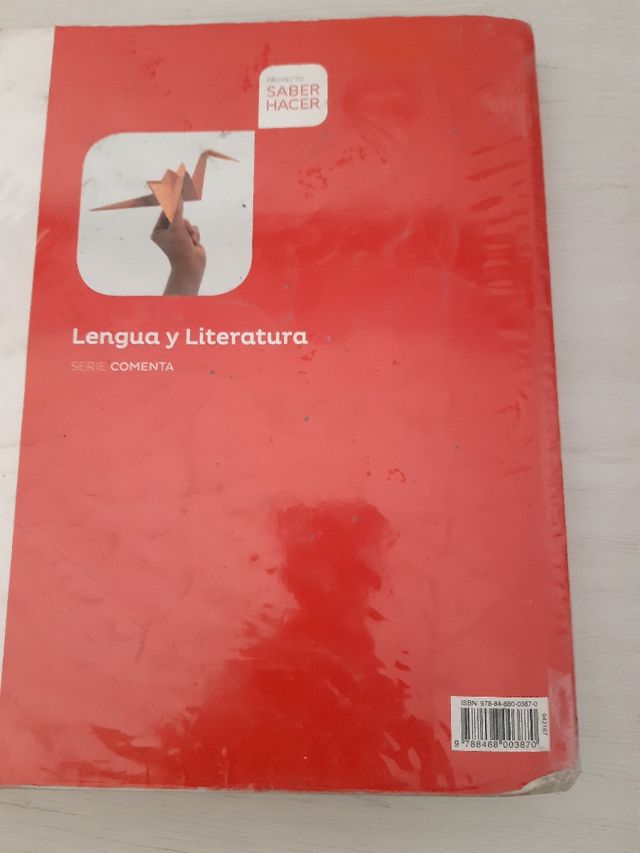 PROYECTO
SABER
HACER
Lengua y Literatura
SERIE COMENTA
ISBN: 978-84-680-0387-0
9 788468 003870